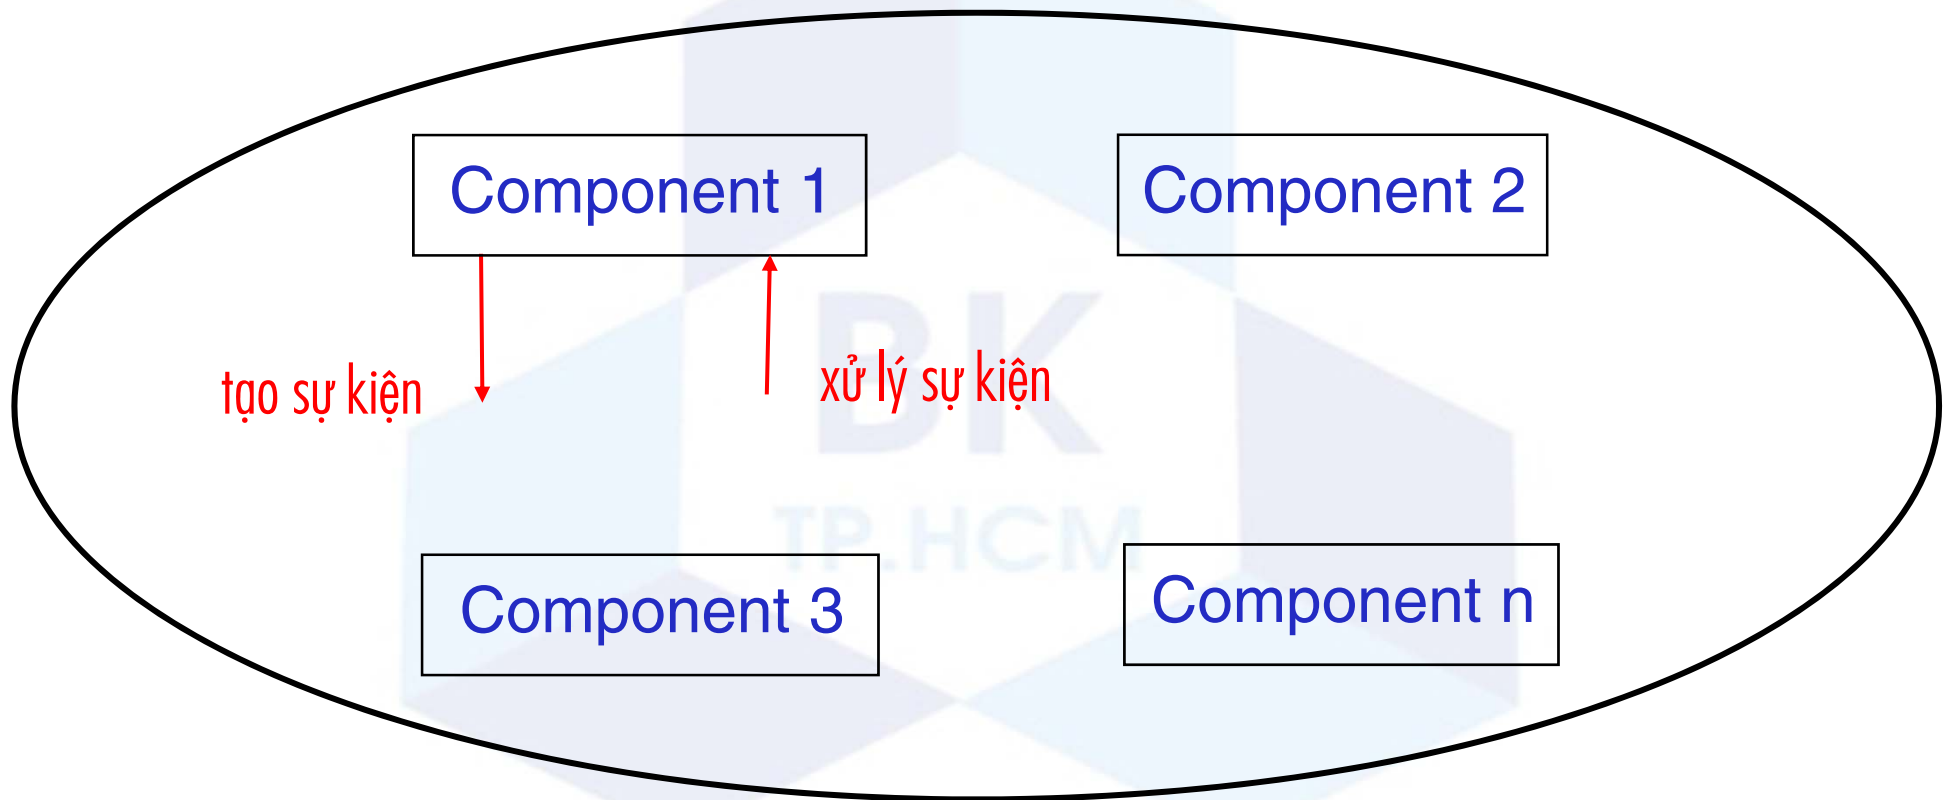 Component 1
Component 2
tạo sự kiện
xử lý sự kiện
BK
TP.HCM
Component 3
Component n